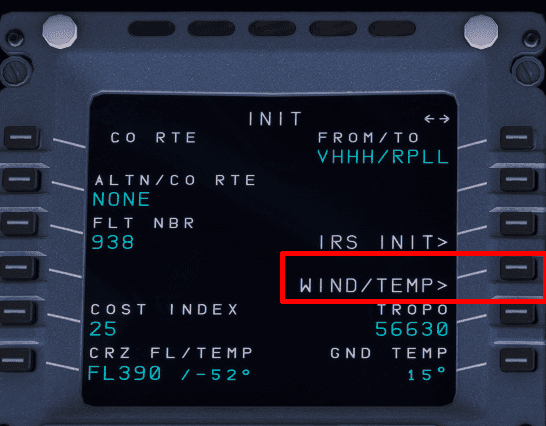 INIT ←→
CO RTE FROM/TO
VHHH/RPLL
ALTN/CO RTE
NONE
FLT NBR
938 IRS INIT>
WIND/TEMP>
COST INDEX TROPO
25 56630
CRZ FL/TEMP GND TEMP
FL390 /-52° 15°